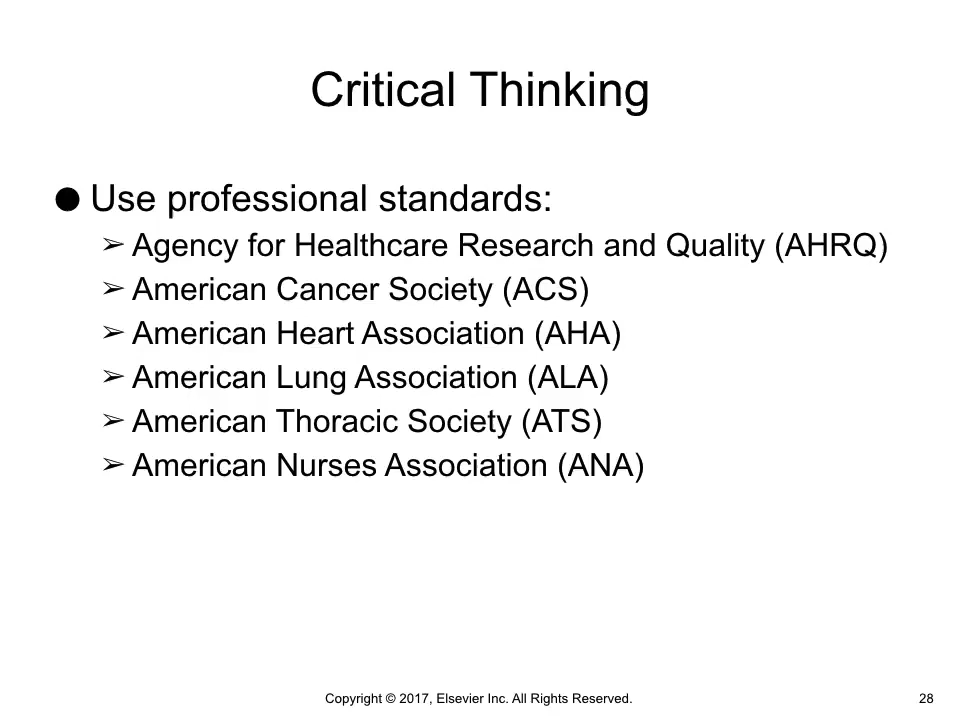 Critical Thinking
● Use professional standards:
➢ Agency for Healthcare Research and Quality (AHRQ)
➢ American Cancer Society (ACS)
➢ American Heart Association (AHA)
➢ American Lung Association (ALA)
➢ American Thoracic Society (ATS)
➢ American Nurses Association (ANA)
Copyright © 2017, Elsevier Inc. All Rights Reserved. 28